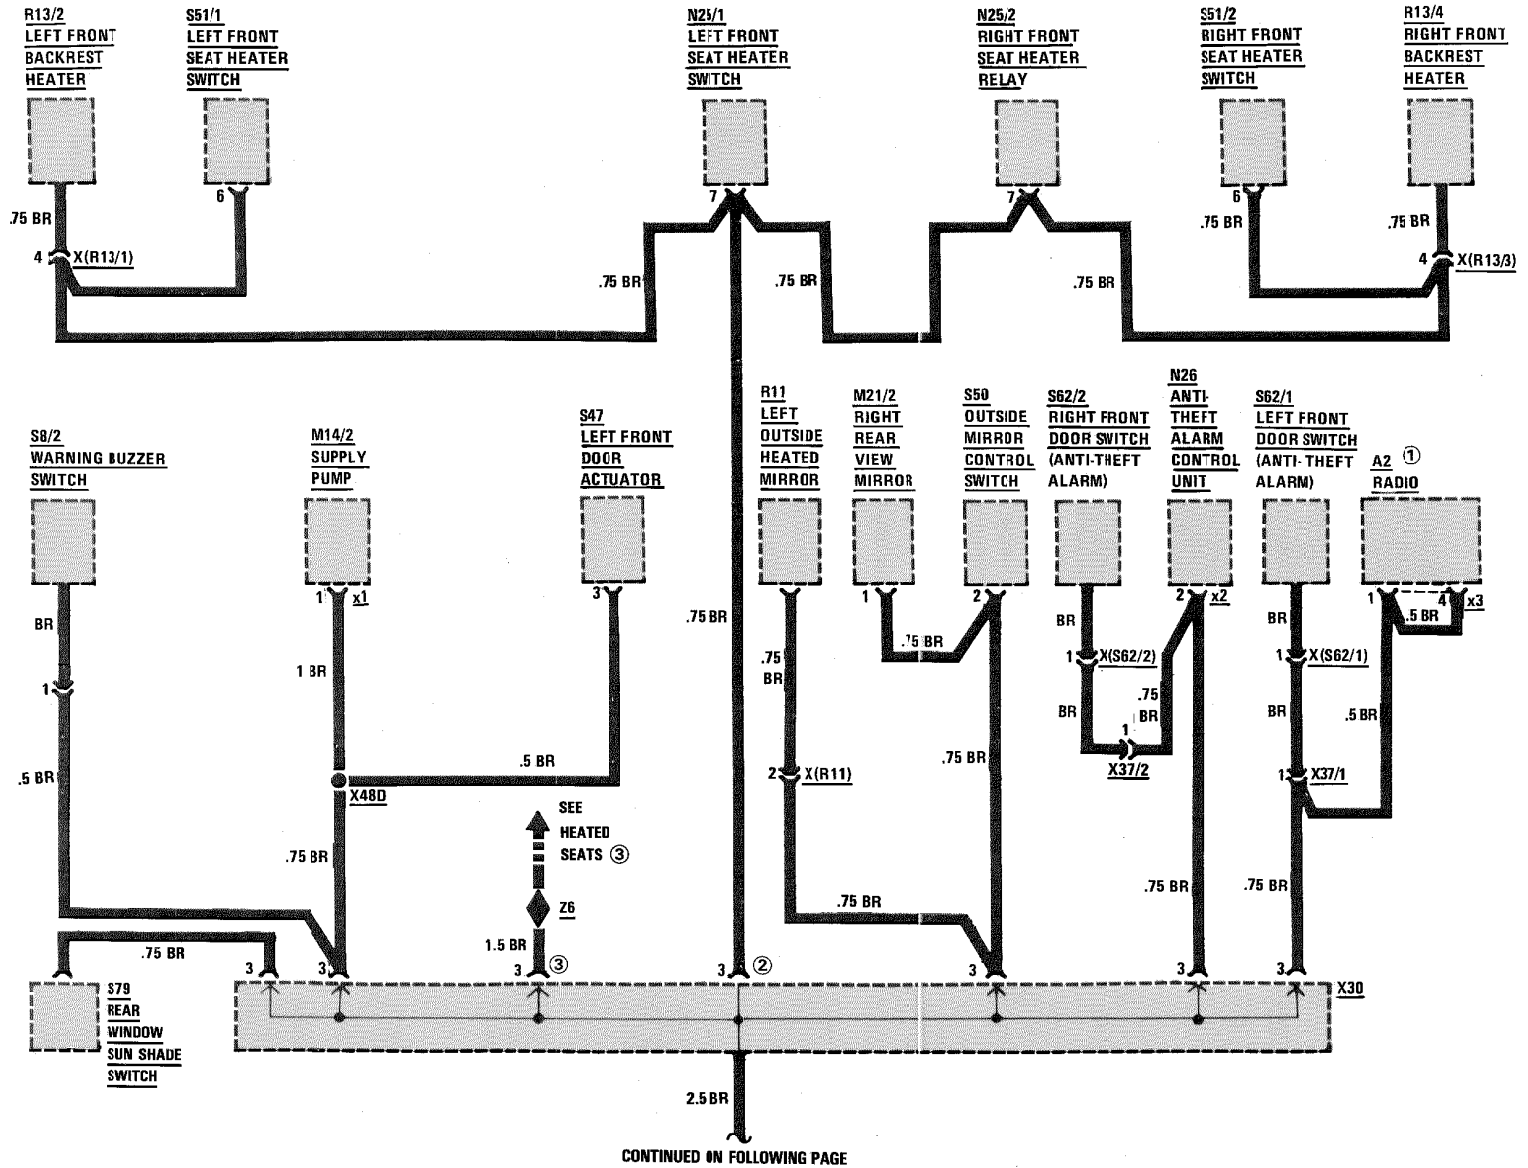 R13/2
LEFT FRONT
BACKREST
HEATER
S51/1
LEFT FRONT
SEAT HEATER
SWITCH
N25/1
LEFT FRONT
SEAT HEATER
SWITCH
N25/2
RIGHT FRONT
SEAT HEATER
RELAY
S51/2
RIGHT FRONT
SEAT HEATER
SWITCH
R13/4
RIGHT FRONT
BACKREST
HEATER
6
7
7
6
.75 BR
.75 BR
.75 BR
4 X(R13/1)
4 X(R13/3)
.75 BR
.75 BR
.75 BR
S8/2
WARNING BUZZER
SWITCH
M14/2
SUPPLY
PUMP
S47
LEFT FRONT
DOOR
ACTUATOR
R11
LEFT
OUTSIDE
HEATED
MIRROR
M21/2
RIGHT
REAR
VIEW
MIRROR
S50
OUTSIDE
MIRROR
CONTROL
SWITCH
S62/2
RIGHT FRONT
DOOR SWITCH
(ANTI-THEFT
ALARM)
N26
ANTI-
THEFT
ALARM
CONTROL
UNIT
S62/1
LEFT FRONT
DOOR SWITCH
(ANTI-THEFT
ALARM)
A2 ①
RADIO
1 x1
3
1
2
2 x2
1 4 x3
BR
.75 BR
.75 BR
BR
BR
.5 BR
1
1 BR
.75
BR
1 X(S62/2)
1 X(S62/1)
.75
BR
BR
BR
.5 BR
1
X37/2
.5 BR
.5 BR
.75 BR
2 X(R11)
1 X37/1
X48D
SEE
HEATED
SEATS ③
.75 BR
.75 BR
.75 BR
.75 BR
Z6
1.5 BR
.75 BR
3
3
3 ③
3 ②
3
3
3
S79
REAR
WINDOW
SUN SHADE
SWITCH
X30
2.5 BR
CONTINUED ON FOLLOWING PAGE